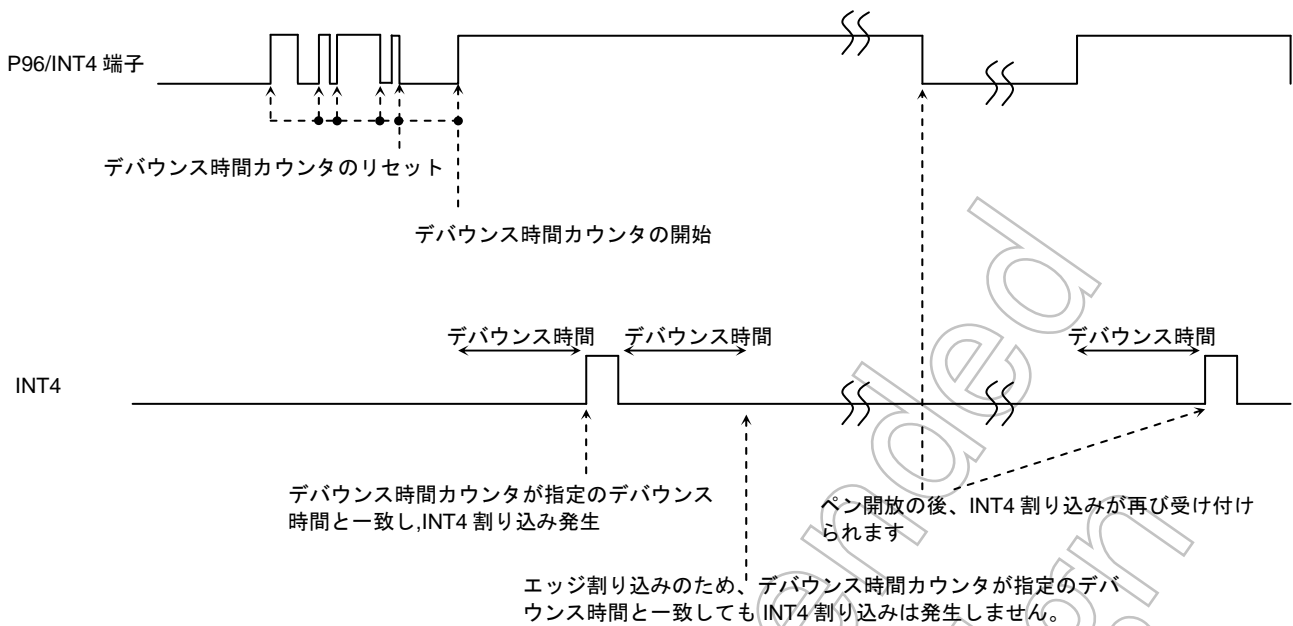 P96/INT4 端子
デバウンス時間カウンタのリセット
デバウンス時間カウンタの開始
デバウンス時間
デバウンス時間
デバウンス時間
INT4
デバウンス時間カウンタが指定のデバウンス
時間と一致し,INT4 割り込み発生
ペン開放の後、INT4 割り込みが再び受け付け
られます
エッジ割り込みのため、デバウンス時間カウンタが指定のデバ
ウンス時間と一致しても INT4 割り込みは発生しません。
ended